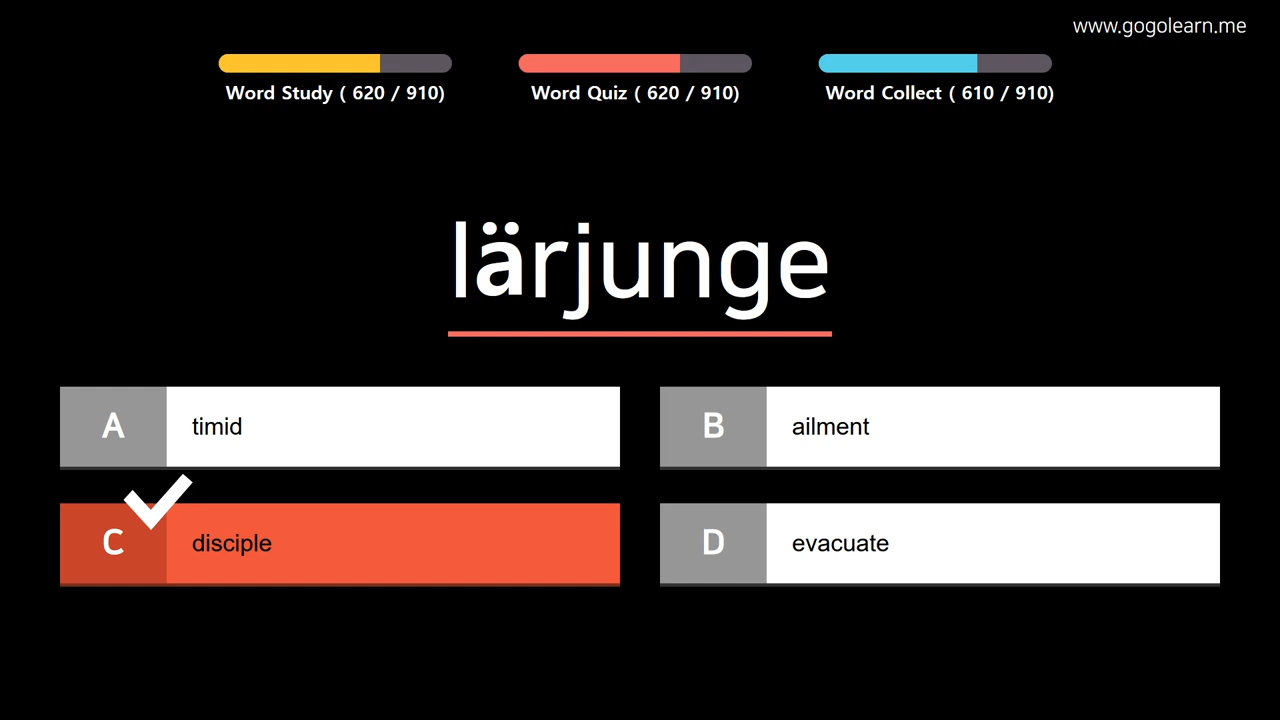 www.gogolearn.me
Word Study ( 620 / 910)
Word Quiz ( 620 / 910)
Word Collect ( 610 / 910)
lärjunge
A timid
B ailment
C disciple
D evacuate